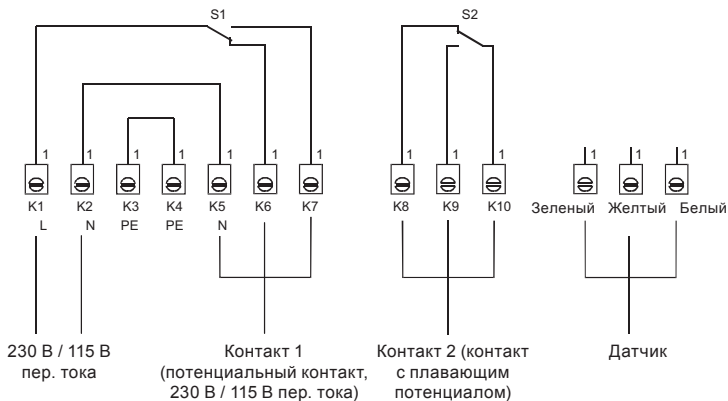 S1 S2
1 1 1 1 1 1 1 1 1 1 1 1 1
K1 K2 K3 K4 K5 K6 K7 K8 K9 K10 Зеленый Желтый Белый
L N PE PE N
230 В / 115 В
пер. тока
Контакт 1
(потенциальный контакт,
230 В / 115 В пер. тока)
Контакт 2 (контакт
с плавающим
потенциалом)
Датчик